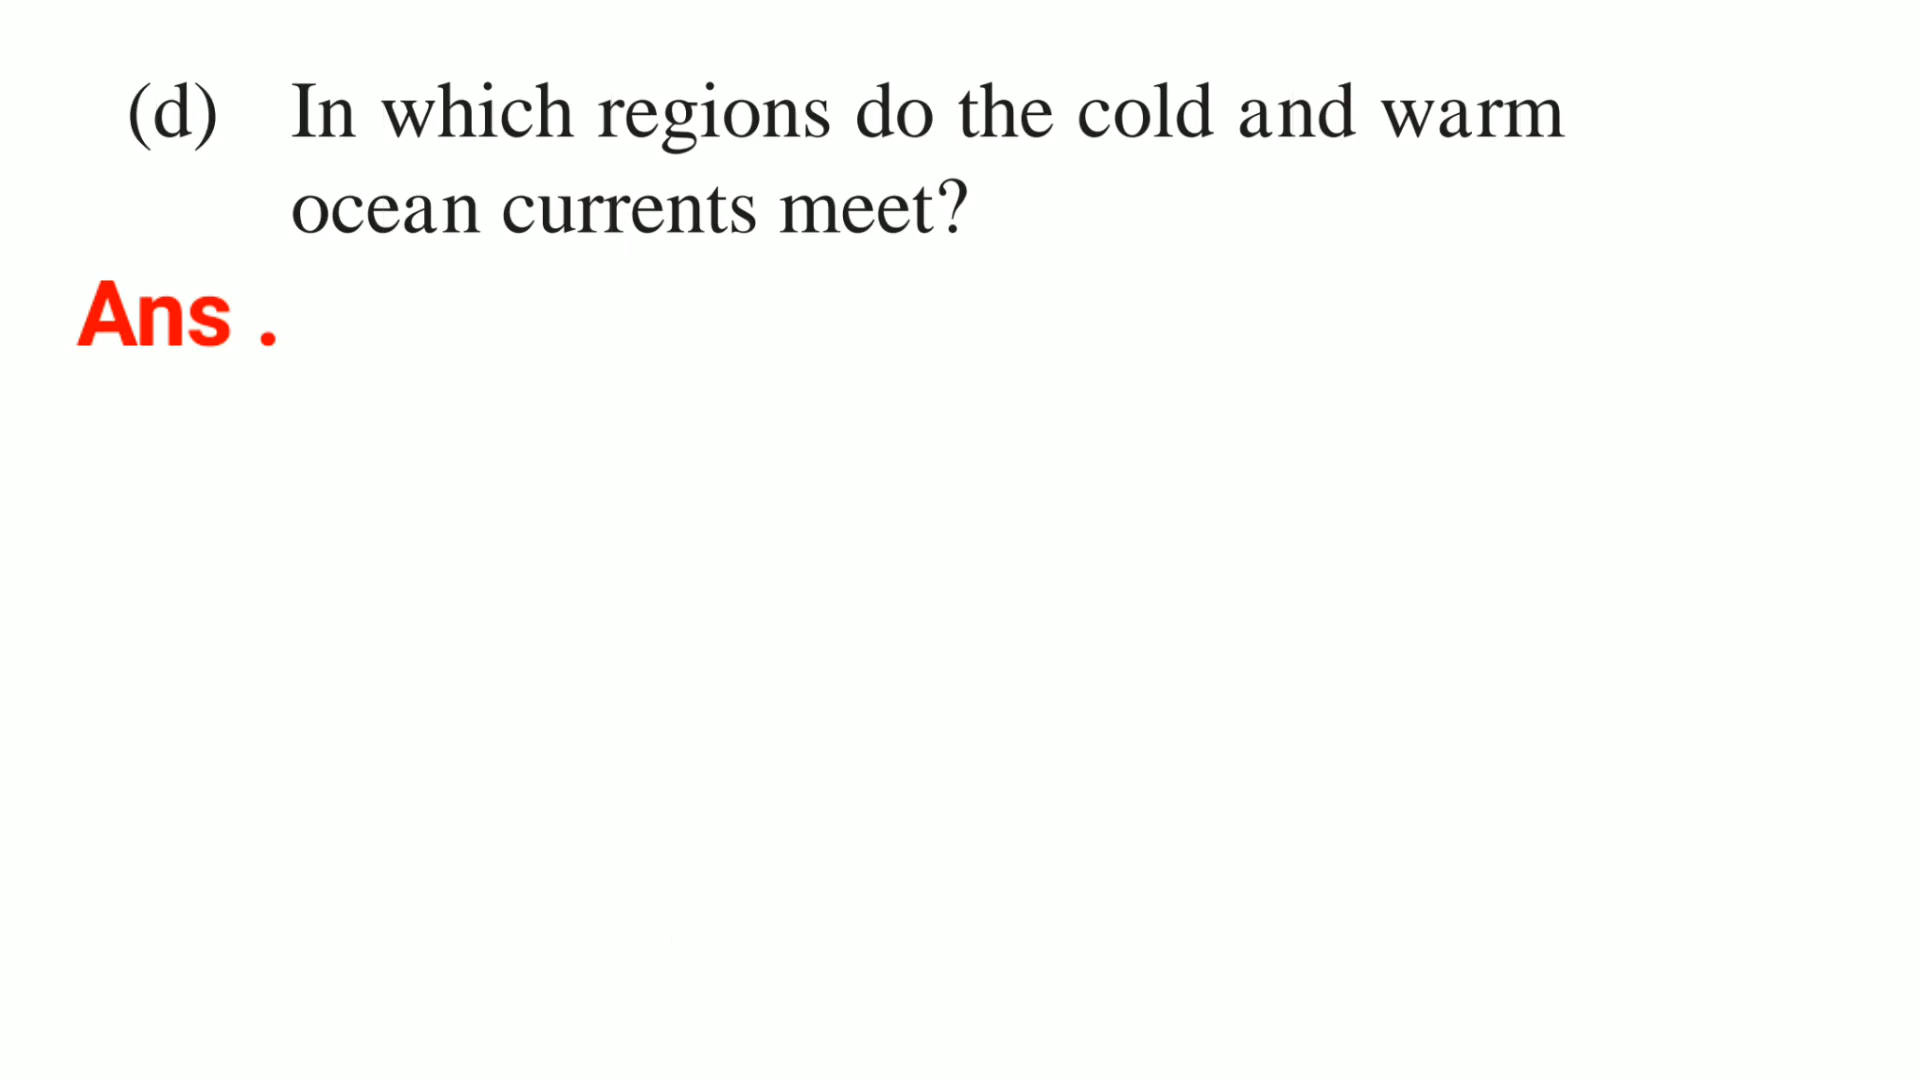 (d) In which regions do the cold and warm
ocean currents meet?
Ans .